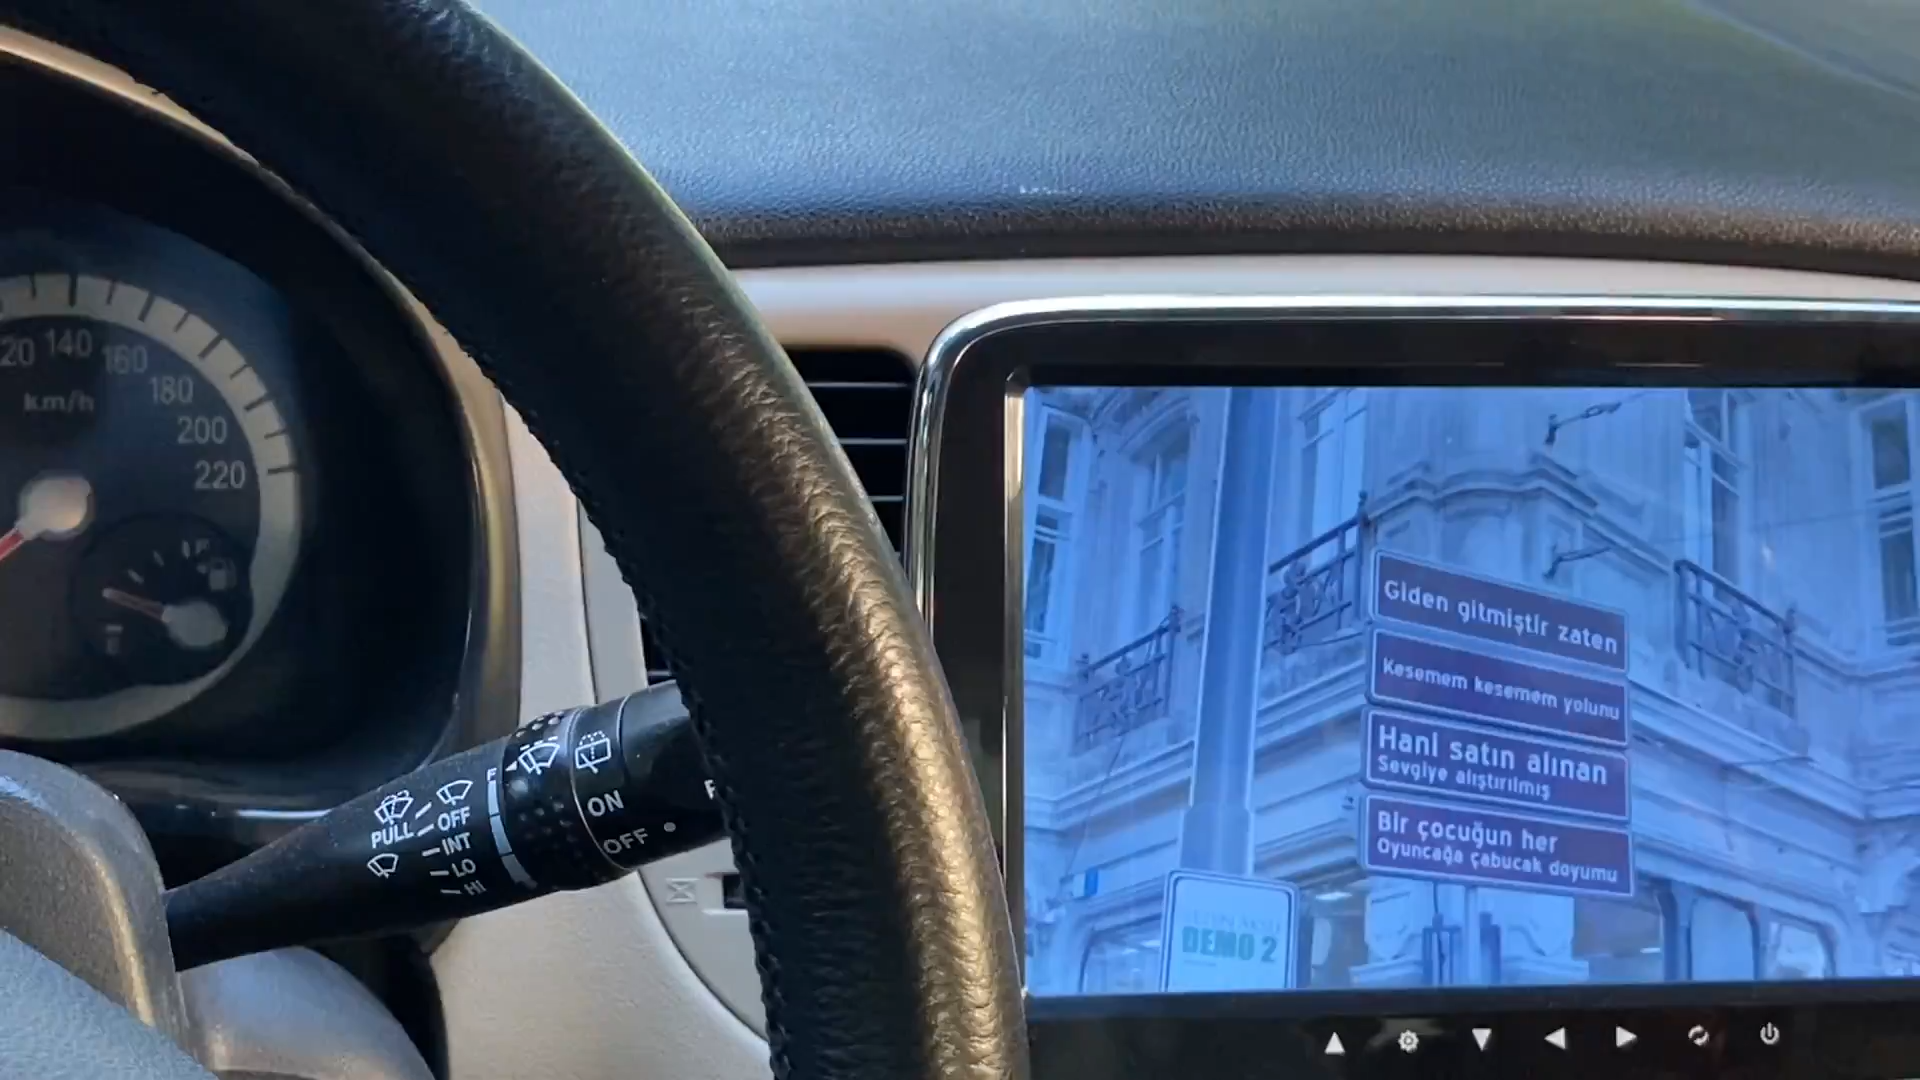 140
160
180
km/h
200
220
F
PULL
OFF
INT
LO
HI
F
ON
OFF
Giden gitmiştir zaten
Kesemem kesemem yolunu
Hani satın alınan
Sevgiye alıştırılmış
Bir çocuğun her
Oyuncağa çabucak doyumu
DEMO 2